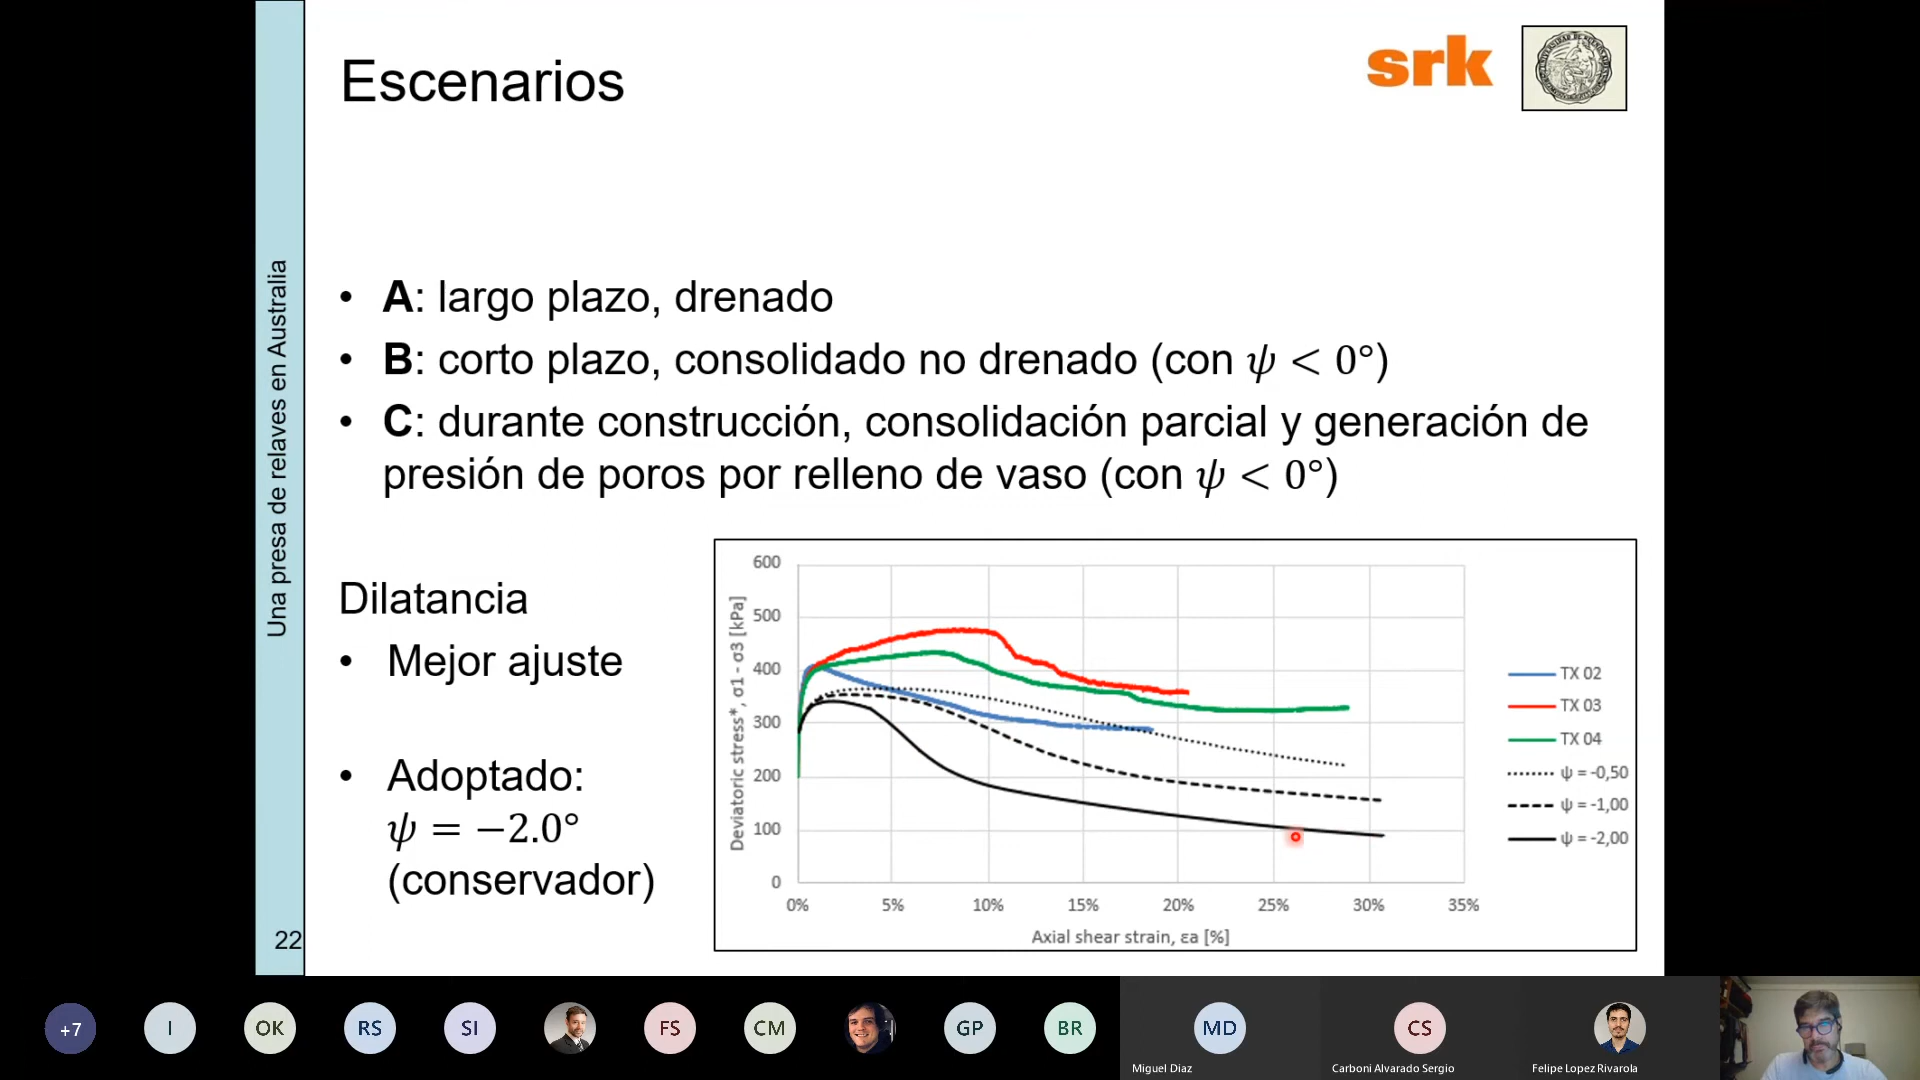 Escenarios
srk
Una presa de relaves en Australia
• A: largo plazo, drenado
• B: corto plazo, consolidado no drenado (con ψ < 0°)
• C: durante construcción, consolidación parcial y generación de
presión de poros por relleno de vaso (con ψ < 0°)
Dilatancia
• Mejor ajuste
• Adoptado:
ψ = −2.0°
(conservador)
600
500
400
300
200
100
0
Deviatoric stress*, σ1 - σ3 [kPa]
0% 5% 10% 15% 20% 25% 30% 35%
Axial shear strain, εa [%]
TX 02
TX 03
TX 04
ψ = -0,50
ψ = -1,00
ψ = -2,00
22
+7 I OK RS SI FS CM GP BR MD CS
Miguel Diaz Carboni Alvarado Sergio Felipe Lopez Rivarola